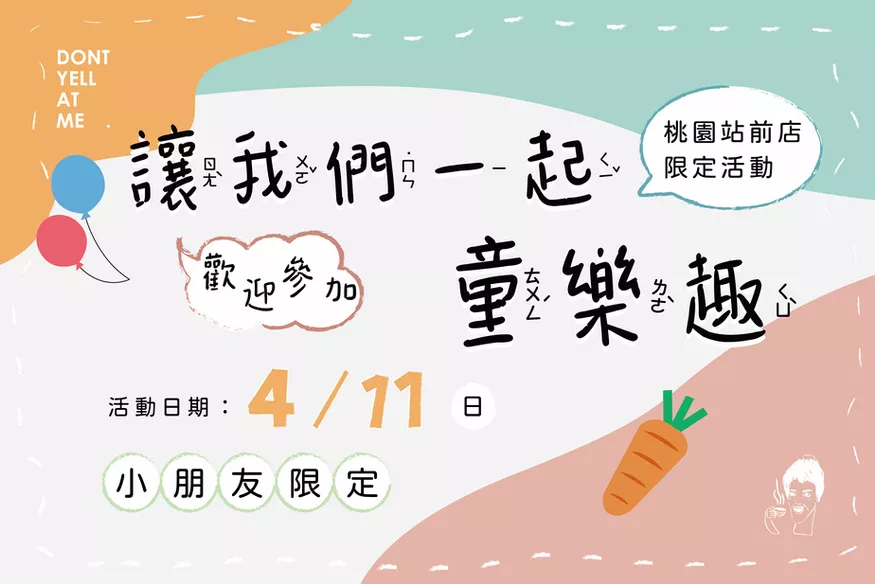 DONT
YELL
AT
ME .
讓ㄖㄤˋ我ㄨㄛˇ們˙ㄇㄣ一ㄧ起ㄑㄧˇ
桃園站前店
限定活動
歡迎參加
童ㄊㄨㄥˊ樂ㄌㄜˋ趣ㄑㄩˋ
活動日期：4/11 日
小朋友限定